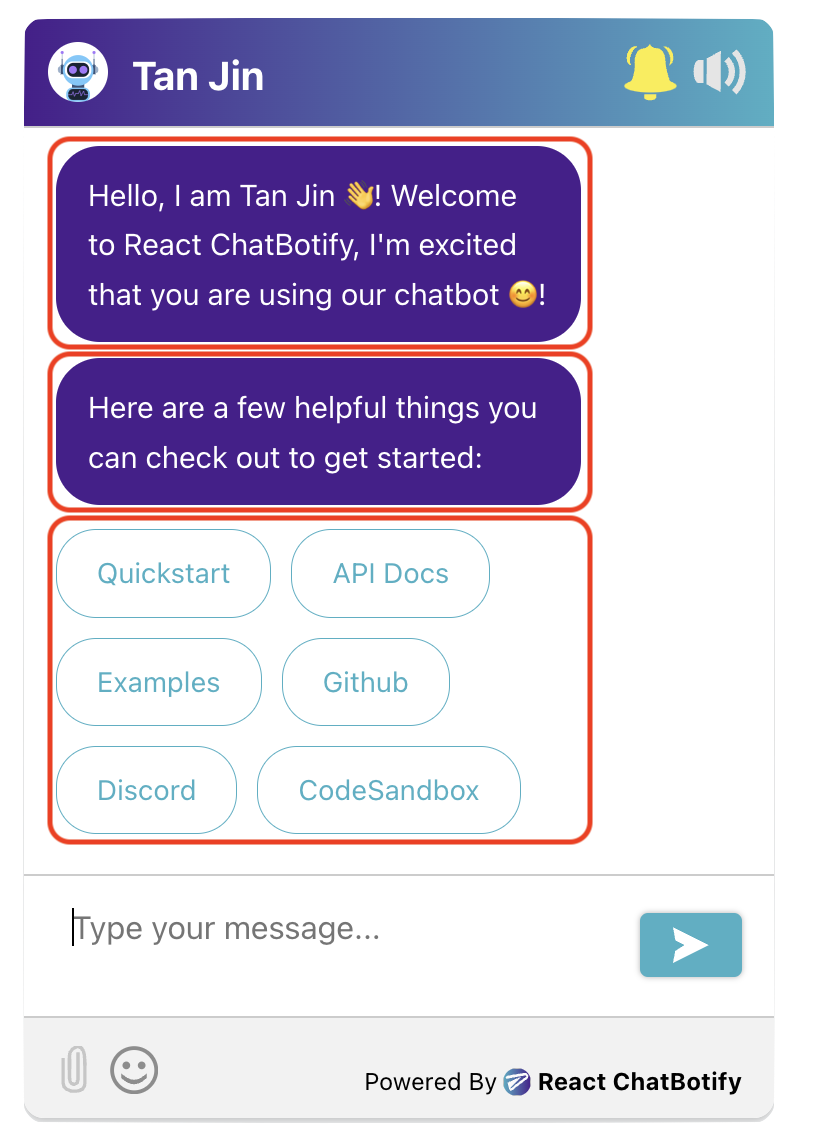 Tan Jin
Hello, I am Tan Jin 👋! Welcome
to React ChatBotify, I'm excited
that you are using our chatbot 😊!
Here are a few helpful things you
can check out to get started:
Quickstart
API Docs
Examples
Github
Discord
CodeSandbox
Type your message...
Powered By React ChatBotify